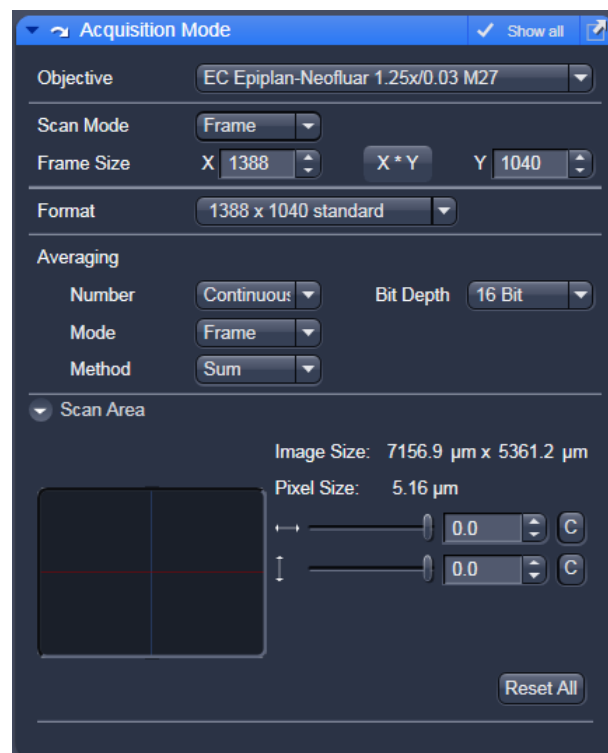 Acquisition Mode Show all
Objective EC Epiplan-Neofluar 1.25x/0.03 M27
Scan Mode Frame
Frame Size X 1388 X * Y Y 1040
Format 1388 x 1040 standard
Averaging
Number Continuous Bit Depth 16 Bit
Mode Frame
Method Sum
Scan Area
Image Size: 7156.9 µm x 5361.2 µm
Pixel Size: 5.16 µm
0.0 C
0.0 C
Reset All